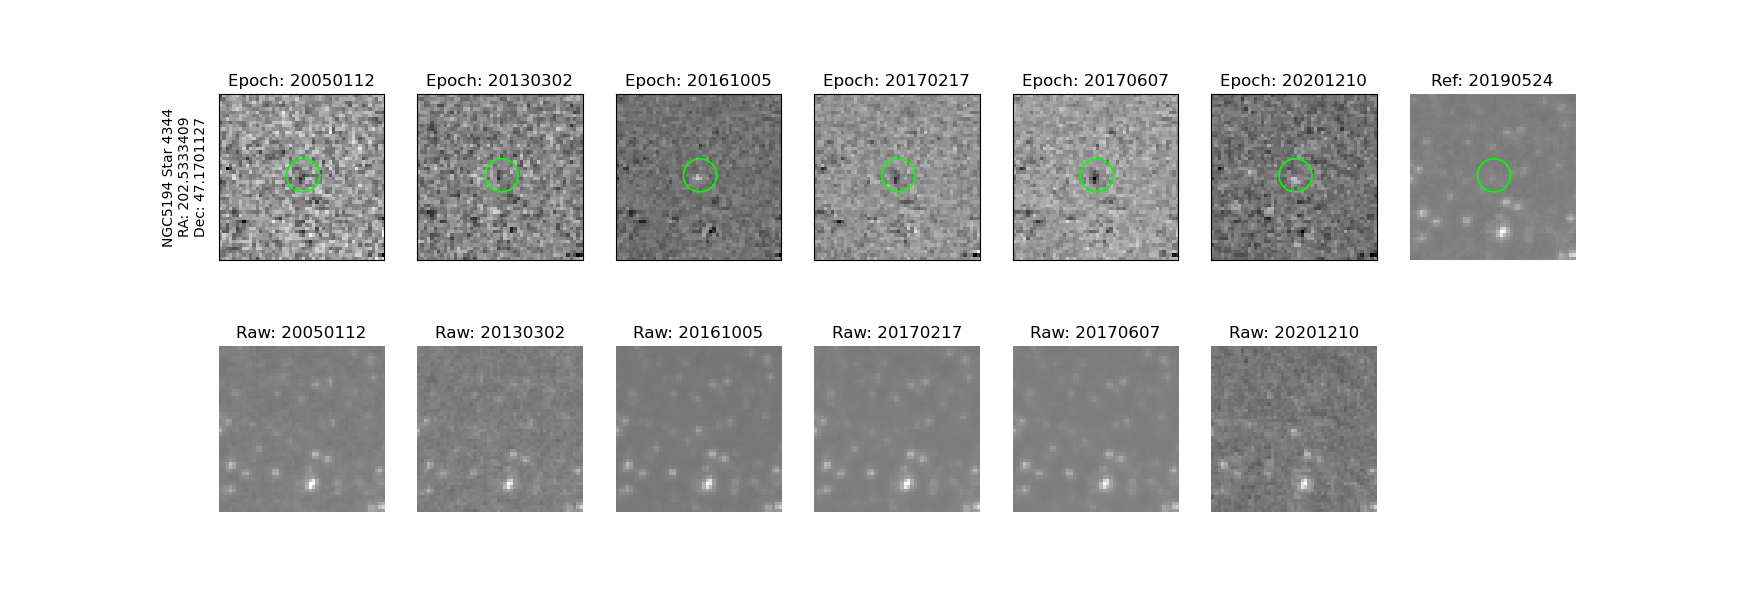 Epoch: 20050112
Epoch: 20130302
Epoch: 20161005
Epoch: 20170217
Epoch: 20170607
Epoch: 20201210
Ref: 20190524
NGC5194 Star 4344
RA: 202.5333409
Dec: 47.1701127
Raw: 20050112
Raw: 20130302
Raw: 20161005
Raw: 20170217
Raw: 20170607
Raw: 20201210